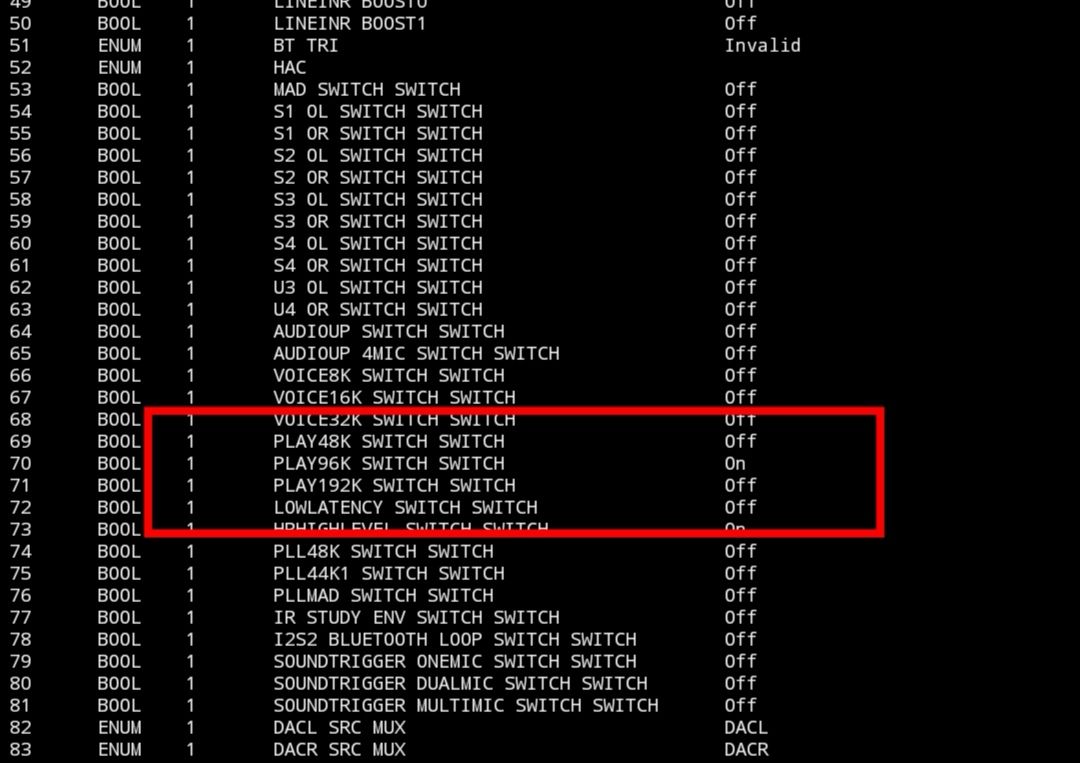 49 BOOL 1 LINEINR BOOST0 Off
50 BOOL 1 LINEINR BOOST1 Off
51 ENUM 1 BT TRI Invalid
52 ENUM 1 HAC
53 BOOL 1 MAD SWITCH SWITCH Off
54 BOOL 1 S1 OL SWITCH SWITCH Off
55 BOOL 1 S1 OR SWITCH SWITCH Off
56 BOOL 1 S2 OL SWITCH SWITCH Off
57 BOOL 1 S2 OR SWITCH SWITCH Off
58 BOOL 1 S3 OL SWITCH SWITCH Off
59 BOOL 1 S3 OR SWITCH SWITCH Off
60 BOOL 1 S4 OL SWITCH SWITCH Off
61 BOOL 1 S4 OR SWITCH SWITCH Off
62 BOOL 1 U3 OL SWITCH SWITCH Off
63 BOOL 1 U4 OR SWITCH SWITCH Off
64 BOOL 1 AUDIOUP SWITCH SWITCH Off
65 BOOL 1 AUDIOUP 4MIC SWITCH SWITCH Off
66 BOOL 1 VOICE8K SWITCH SWITCH Off
67 BOOL 1 VOICE16K SWITCH SWITCH Off
68 BOOL 1 VOICE32K SWITCH SWITCH Off
69 BOOL 1 PLAY48K SWITCH SWITCH Off
70 BOOL 1 PLAY96K SWITCH SWITCH On
71 BOOL 1 PLAY192K SWITCH SWITCH Off
72 BOOL 1 LOWLATENCY SWITCH SWITCH Off
73 BOOL 1 HPHIGHLEVEL SWITCH SWITCH On
74 BOOL 1 PLL48K SWITCH SWITCH Off
75 BOOL 1 PLL44K1 SWITCH SWITCH Off
76 BOOL 1 PLLMAD SWITCH SWITCH Off
77 BOOL 1 IR STUDY ENV SWITCH SWITCH Off
78 BOOL 1 I2S2 BLUETOOTH LOOP SWITCH SWITCH Off
79 BOOL 1 SOUNDTRIGGER ONEMIC SWITCH SWITCH Off
80 BOOL 1 SOUNDTRIGGER DUALMIC SWITCH SWITCH Off
81 BOOL 1 SOUNDTRIGGER MULTIMIC SWITCH SWITCH Off
82 ENUM 1 DACL SRC MUX DACL
83 ENUM 1 DACR SRC MUX DACR